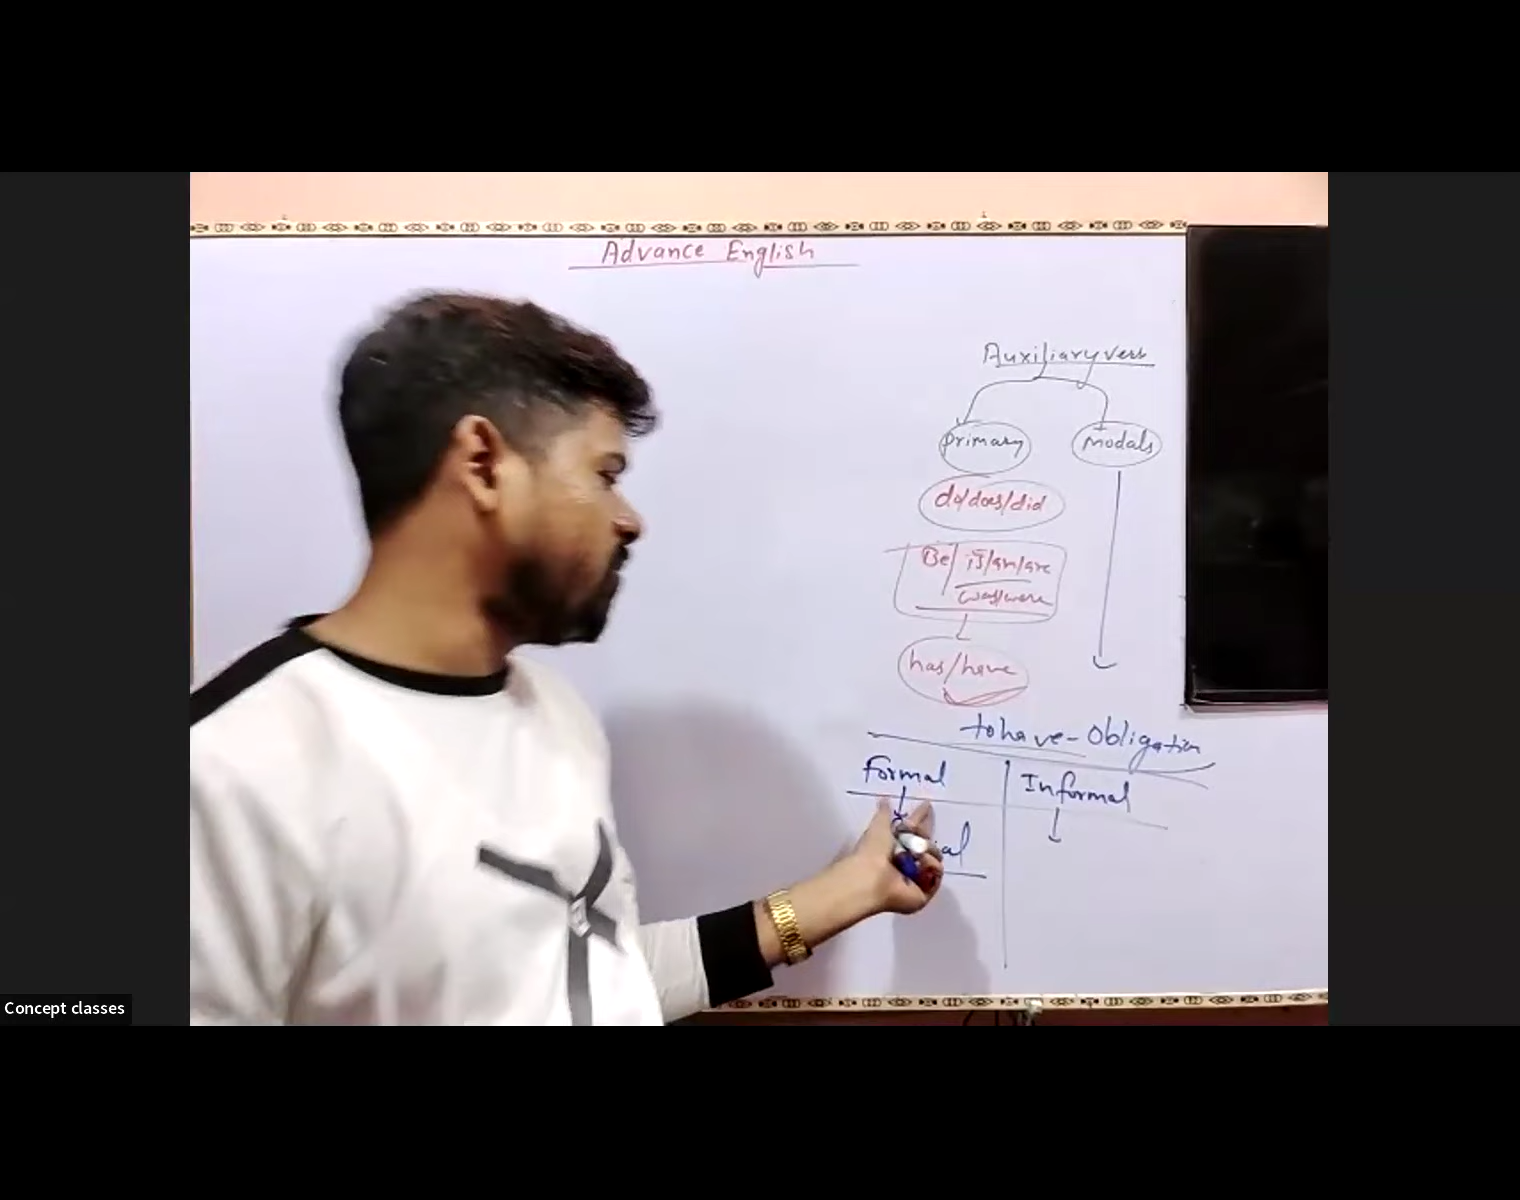 Advance English
Auxiliary verb
primary modals
do/does/did
Be/ is/am/are
was/were
has/have
to have - Obligation
Formal Informal
Concept classes